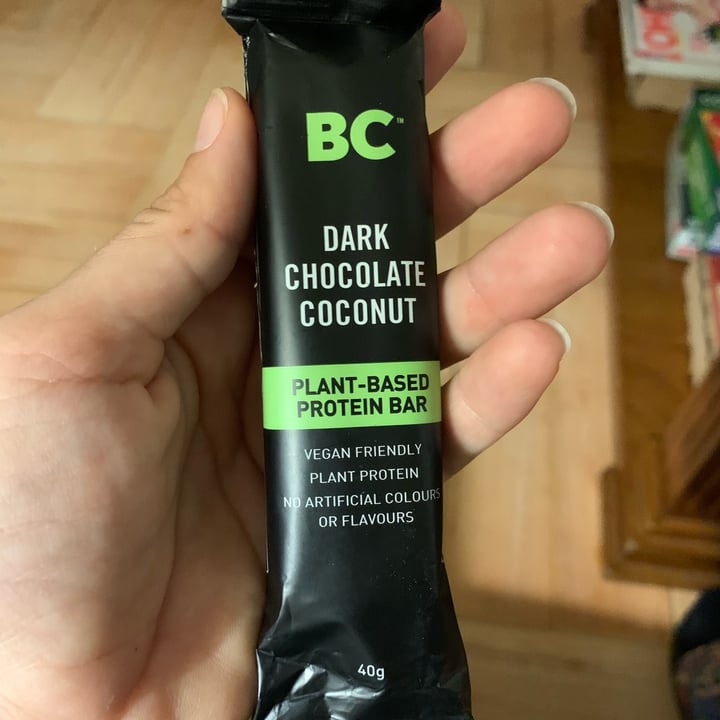 BC™
DARK
CHOCOLATE
COCONUT
PLANT-BASED
PROTEIN BAR
VEGAN FRIENDLY
PLANT PROTEIN
NO ARTIFICIAL COLOURS
OR FLAVOURS
40g